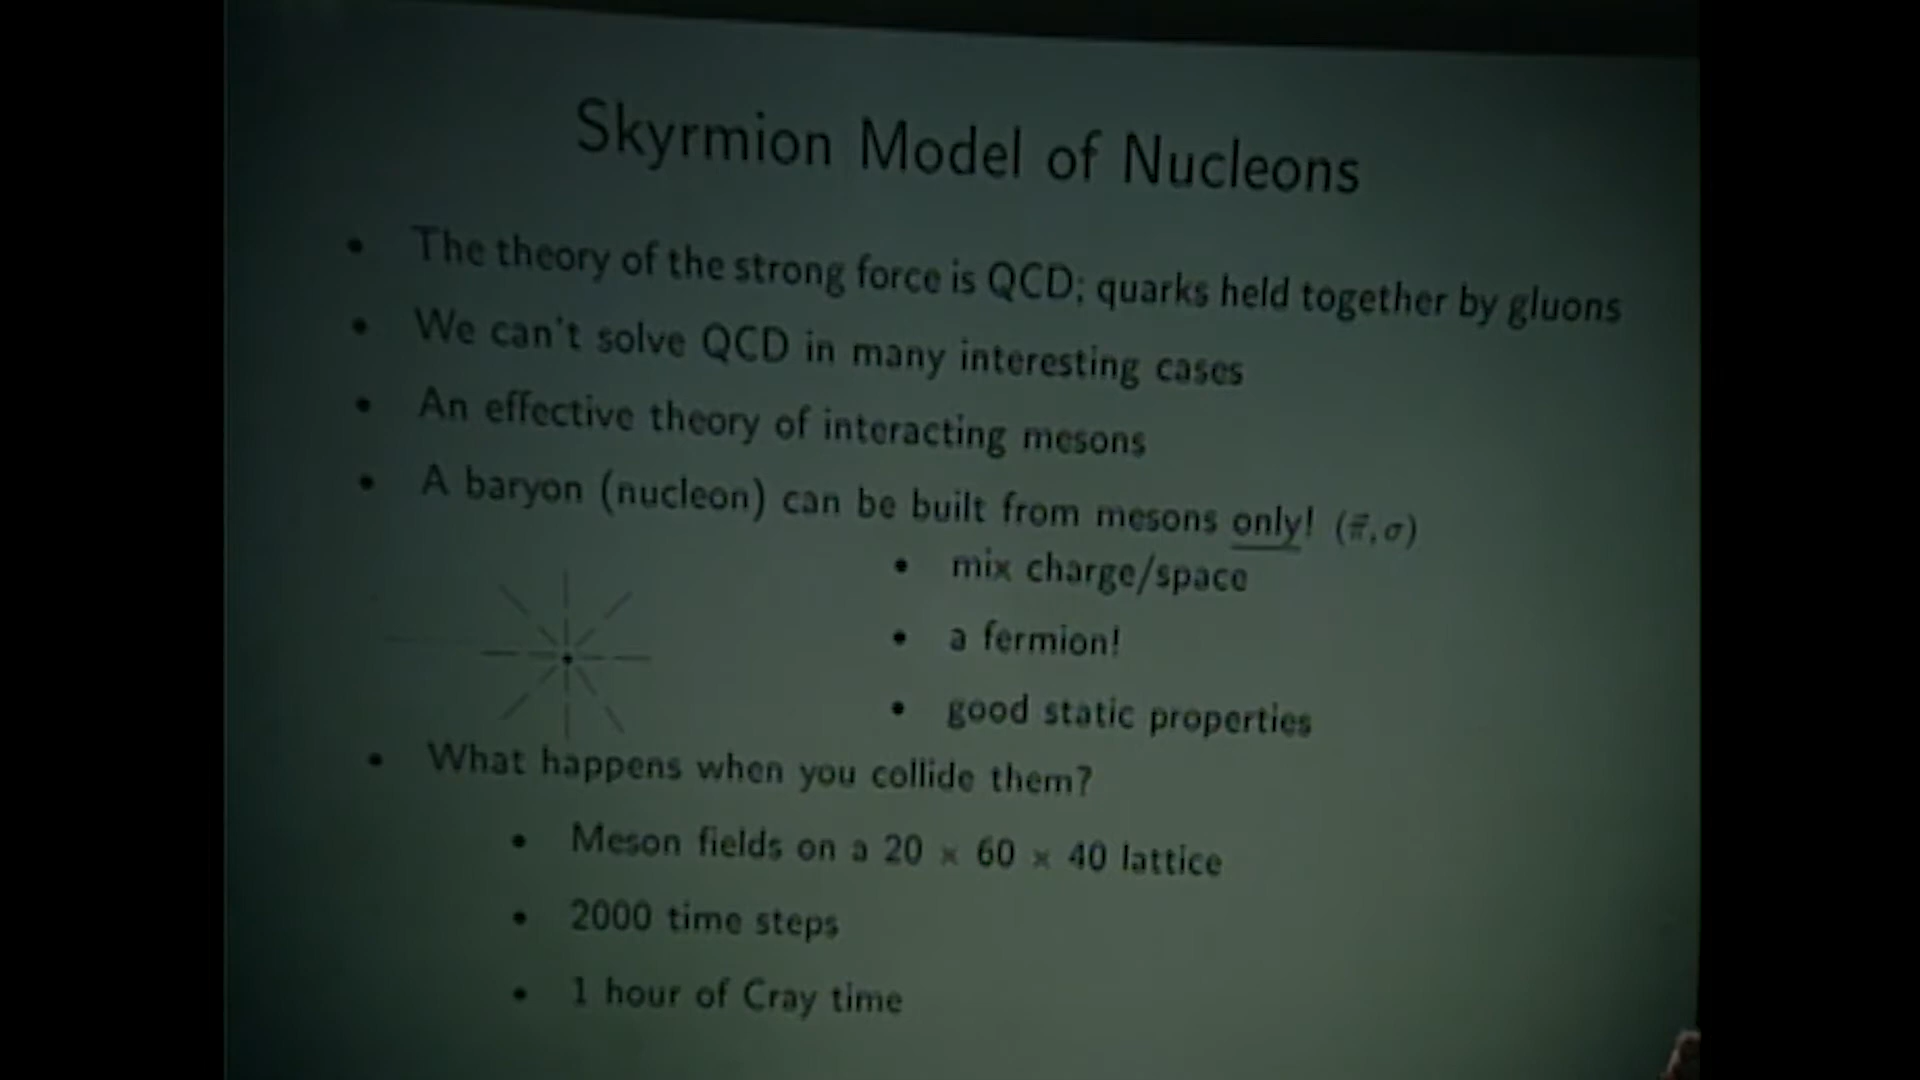 Skyrmion Model of Nucleons
• The theory of the strong force is QCD; quarks held together by gluons
• We can't solve QCD in many interesting cases
• An effective theory of interacting mesons
• A baryon (nucleon) can be built from mesons only! (π⃗, σ)
• mix charge/space
• a fermion!
• good static properties
• What happens when you collide them?
• Meson fields on a 20 × 60 × 40 lattice
• 2000 time steps
• 1 hour of Cray time